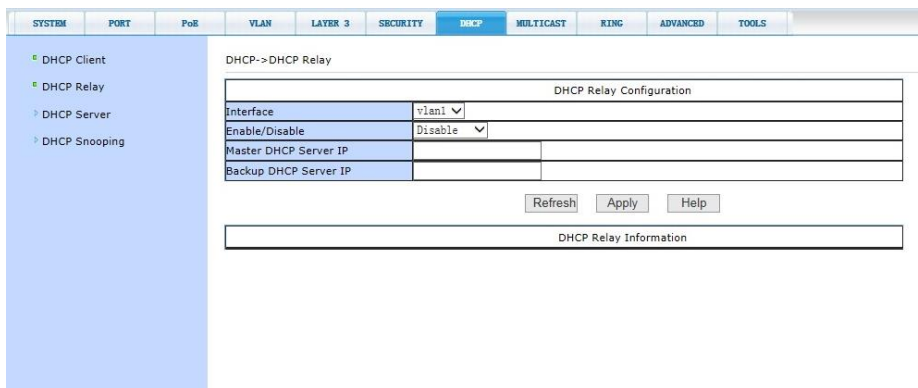 SYSTEM PORT PoE VLAN LAYER 3 SECURITY DHCP MULTICAST RING ADVANCED TOOLS
DHCP Client
DHCP Relay
DHCP Server
DHCP Snooping
DHCP->DHCP Relay
DHCP Relay Configuration
Interface vlan1
Enable/Disable Disable
Master DHCP Server IP
Backup DHCP Server IP
Refresh Apply Help
DHCP Relay Information